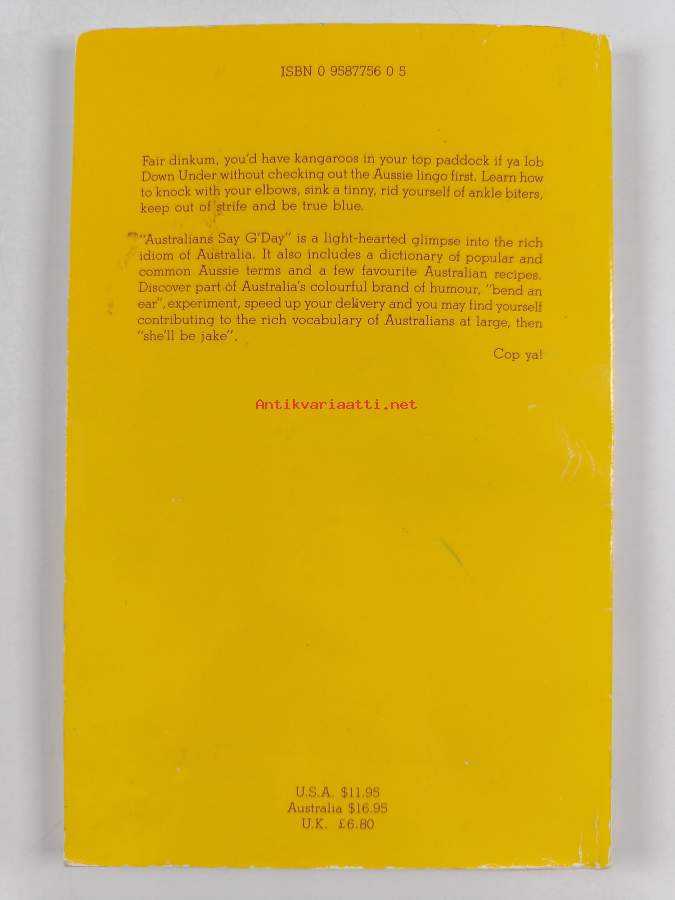 ISBN 0 9587756 0 5
Fair dinkum, you'd have kangaroos in your top paddock if ya lob
Down Under without checking out the Aussie lingo first. Learn how
to knock with your elbows, sink a tinny, rid yourself of ankle biters,
keep out of strife and be true blue.
"Australians Say G'Day" is a light-hearted glimpse into the rich
idiom of Australia. It also includes a dictionary of popular and
common Aussie terms and a few favourite Australian recipes.
Discover part of Australia's colourful brand of humour, "bend an
ear", experiment, speed up your delivery and you may find yourself
contributing to the rich vocabulary of Australians at large, then
"she'll be jake".
Cop ya!
Antikvariaatti.net
U.S.A. $11.95
Australia $16.95
U.K. £6.80